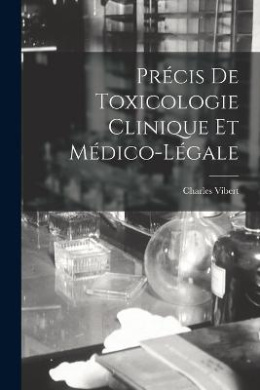 Précis De
Toxicologie
Clinique Et
Médico-Légale
Charles Vibert